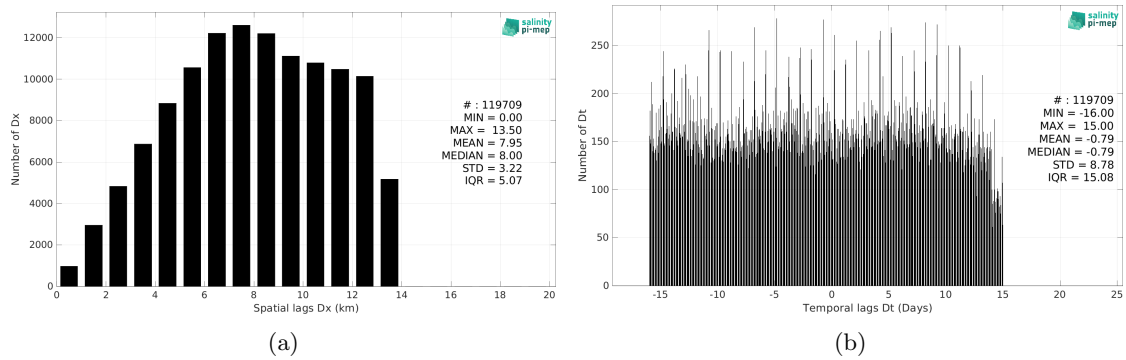 salinity
pi-mep
# : 119709
MIN = 0.00
MAX = 13.50
MEAN = 7.95
MEDIAN = 8.00
STD = 3.22
IQR = 5.07
Number of Dx
12000
10000
8000
6000
4000
2000
0
0 2 4 6 8 10 12 14 16 18 20
Spatial lags Dx (km)
(a)
salinity
pi-mep
# : 119709
MIN = -16.00
MAX = 15.00
MEAN = -0.79
MEDIAN = -0.79
STD = 8.78
IQR = 15.08
Number of Dt
250
200
150
100
50
0
-15 -10 -5 0 5 10 15 20 25
Temporal lags Dt (Days)
(b)